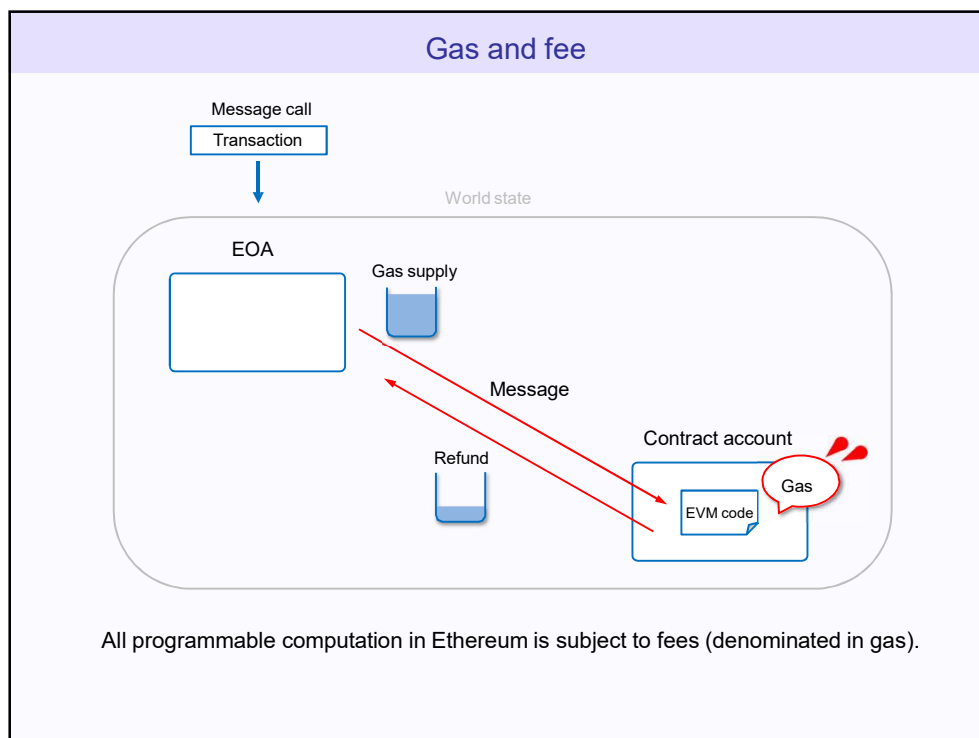 Gas and fee
Message call
Transaction
World state
EOA
Gas supply
Message
Contract account
Refund
Gas
EVM code
All programmable computation in Ethereum is subject to fees (denominated in gas).